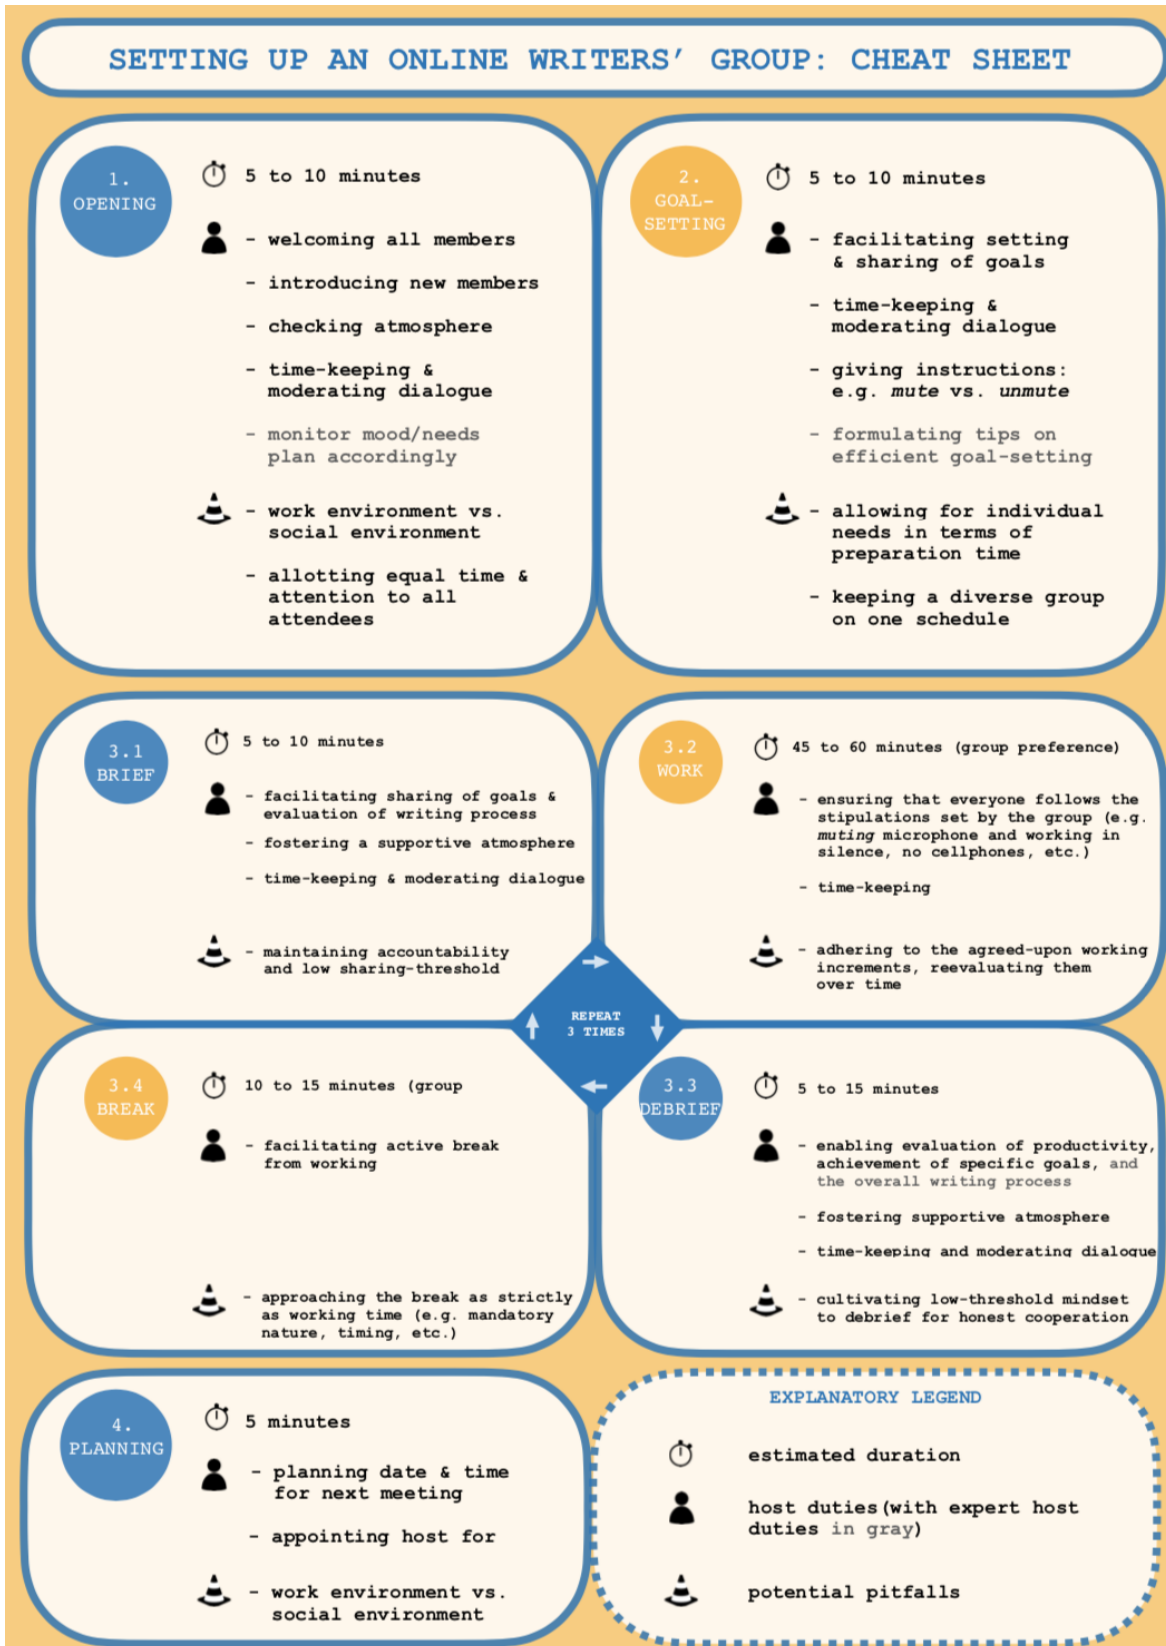 SETTING UP AN ONLINE WRITERS' GROUP: CHEAT SHEET
1.
OPENING
5 to 10 minutes
- welcoming all members
- introducing new members
- checking atmosphere
- time-keeping &
moderating dialogue
- monitor mood/needs
plan accordingly
- work environment vs.
social environment
- allotting equal time &
attention to all
attendees
2.
GOAL-
SETTING
5 to 10 minutes
- facilitating setting
& sharing of goals
- time-keeping &
moderating dialogue
- giving instructions:
e.g. mute vs. unmute
- formulating tips on
efficient goal-setting
- allowing for individual
needs in terms of
preparation time
- keeping a diverse group
on one schedule
3.1
BRIEF
5 to 10 minutes
- facilitating sharing of goals &
evaluation of writing process
- fostering a supportive atmosphere
- time-keeping & moderating dialogue
- maintaining accountability
and low sharing-threshold
3.2
WORK
45 to 60 minutes (group preference)
- ensuring that everyone follows the
stipulations set by the group (e.g.
muting microphone and working in
silence, no cellphones, etc.)
- time-keeping
- adhering to the agreed-upon working
increments, reevaluating them
over time
REPEAT
3 TIMES
3.4
BREAK
10 to 15 minutes (group
- facilitating active break
from working
- approaching the break as strictly
as working time (e.g. mandatory
nature, timing, etc.)
3.3
DEBRIEF
5 to 15 minutes
- enabling evaluation of productivity,
achievement of specific goals, and
the overall writing process
- fostering supportive atmosphere
- time-keeping and moderating dialogue
- cultivating low-threshold mindset
to debrief for honest cooperation
4.
PLANNING
5 minutes
- planning date & time
for next meeting
- appointing host for
- work environment vs.
social environment
EXPLANATORY LEGEND
estimated duration
host duties(with expert host
duties in gray)
potential pitfalls